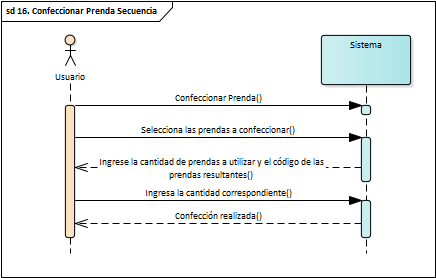 sd 16. Confeccionar Prenda Secuencia
Usuario
Sistema
Confeccionar Prenda()
Selecciona las prendas a confeccionar()
Ingrese la cantidad de prendas a utilizar y el código de las
prendas resultantes()
Ingresa la cantidad correspondiente()
Confección realizada()